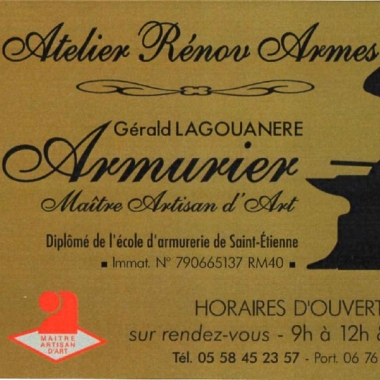 Atelier Rénov Armes
Gérald LAGOUANERE
Armurier
Maître Artisan d'Art
Diplômé de l'école d'armurerie de Saint-Étienne
■ Immat. N° 790665137 RM40 ■
HORAIRES D'OUVERT
sur rendez-vous - 9h à 12h &
Tél. 05 58 45 23 57 - Port. 06 76
MAITRE
ARTISAN
D'ART